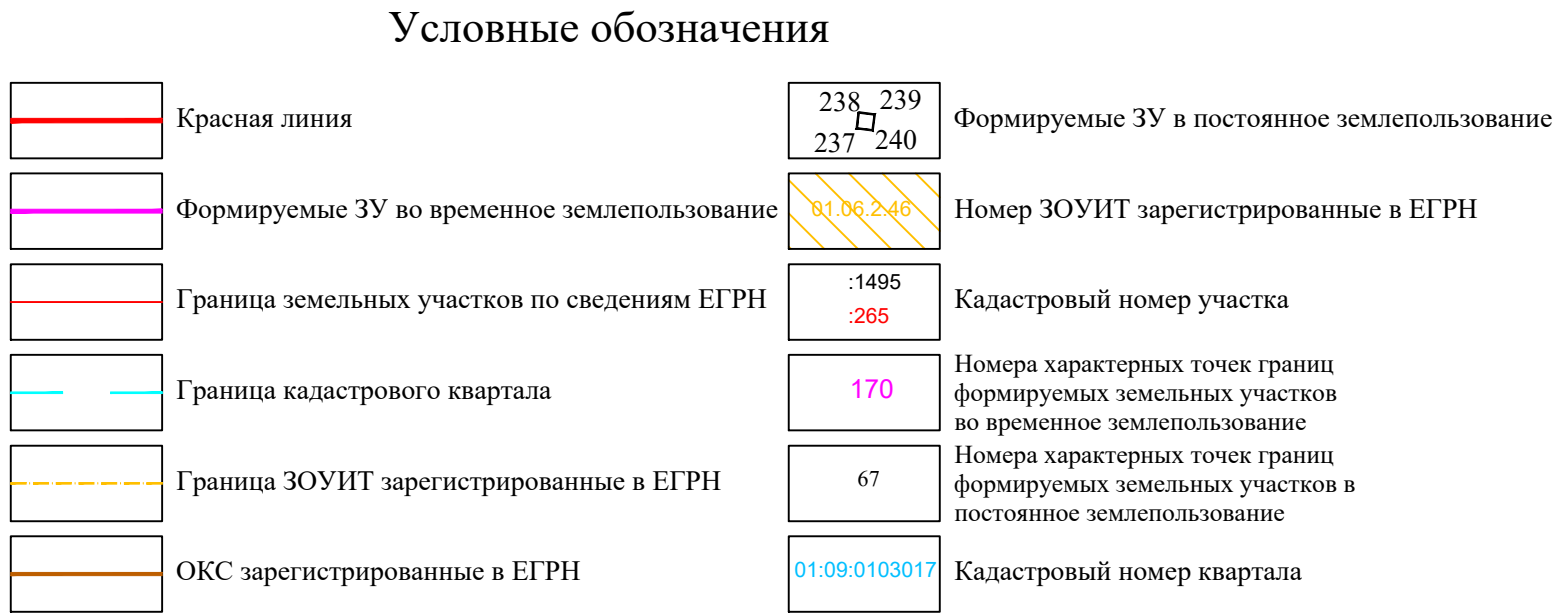 Условные обозначения
Красная линия
Формируемые ЗУ во временное землепользование
Граница земельных участков по сведениям ЕГРН
Граница кадастрового квартала
Граница ЗОУИТ зарегистрированные в ЕГРН
ОКС зарегистрированные в ЕГРН
238 239
237 240
Формируемые ЗУ в постоянное землепользование
01.06.2.46
Номер ЗОУИТ зарегистрированные в ЕГРН
:1495
:265
Кадастровый номер участка
170
Номера характерных точек границ
формируемых земельных участков
во временное землепользование
67
Номера характерных точек границ
формируемых земельных участков в
постоянное землепользование
01:09:0103017
Кадастровый номер квартала